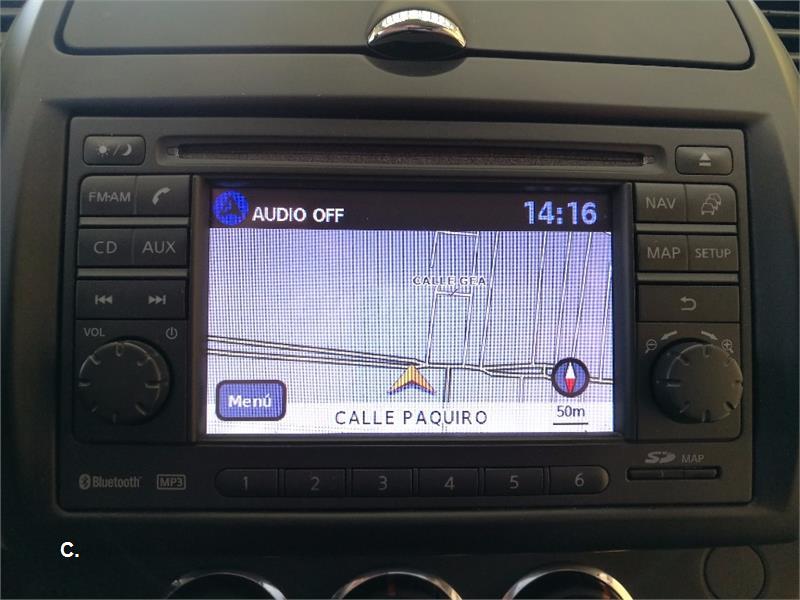 FM·AM
CD AUX
VOL
AUDIO OFF 14:16
CALLE GEA
Menú
CALLE PAQUIRO
50m
NAV
MAP SETUP
Bluetooth MP3
1 2 3 4 5 6
SD MAP
C.